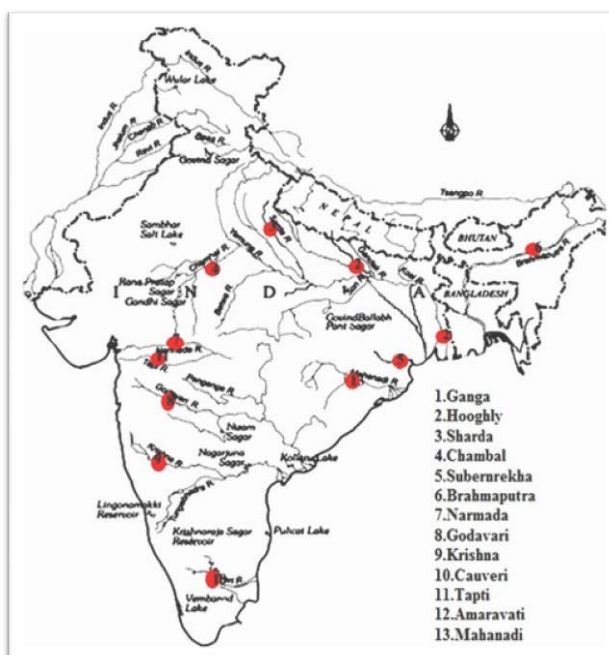 Indus R.
Wular Lake
Indus R.
Jhelum R.
Chenab R.
Ravi R.
Beas R.
Govind Sagar
Tsangpo R.
NEPAL
BHUTAN
Sambhar
Salt Lake
Chambal R.
Yamuna R.
Kosi R.
Brahmaputra R.
BANGLADESH
Rana Pratap
Sagar
Gandhi Sagar
I N D I A
Betwa R.
Govind Ballabh
Pant Sagar
Narmada R.
Tapi R.
Mahanadi R.
Penganga R.
Godavari R.
Nizam
Sagar
Krishna R.
Nagarjuna
Sagar
Kolleru Lake
Linganamakki
Reservoir
Krishnaraja Sagar
Reservoir
Pulicat Lake
Vembanad
Lake
1.Ganga
2.Hooghly
3.Sharda
4.Chambal
5.Subernrekha
6.Brahmaputra
7.Narmada
8.Godavari
9.Krishna
10.Cauveri
11.Tapti
12.Amaravati
13.Mahanadi